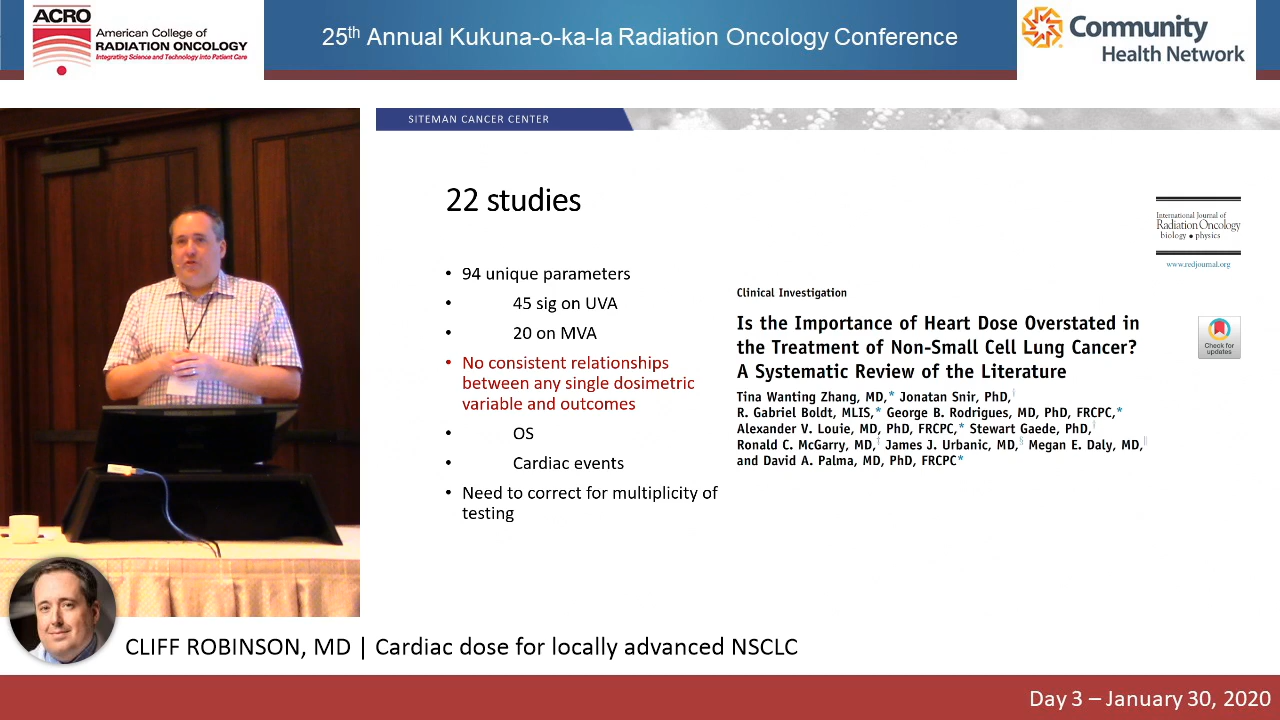 ACRO
American College of
RADIATION ONCOLOGY
Integrating Science and Technology Into Patient Care
25th Annual Kukuna-o-ka-la Radiation Oncology Conference
Community
Health Network
SITEMAN CANCER CENTER
22 studies
• 94 unique parameters
• 45 sig on UVA
• 20 on MVA
• No consistent relationships
between any single dosimetric
variable and outcomes
• OS
• Cardiac events
• Need to correct for multiplicity of
testing
International Journal of
Radiation Oncology
biology • physics
www.redjournal.org
Clinical Investigation
Is the Importance of Heart Dose Overstated in
the Treatment of Non-Small Cell Lung Cancer?
A Systematic Review of the Literature
Check for
updates
Tina Wanting Zhang, MD,* Jonatan Snir, PhD,†
R. Gabriel Boldt, MLIS,* George B. Rodrigues, MD, PhD, FRCPC,*
Alexander V. Louie, MD, PhD, FRCPC,* Stewart Gaede, PhD,†
Ronald C. McGarry, MD,‡ James J. Urbanic, MD,§ Megan E. Daly, MD,‖
and David A. Palma, MD, PhD, FRCPC*
CLIFF ROBINSON, MD | Cardiac dose for locally advanced NSCLC
Day 3 – January 30, 2020